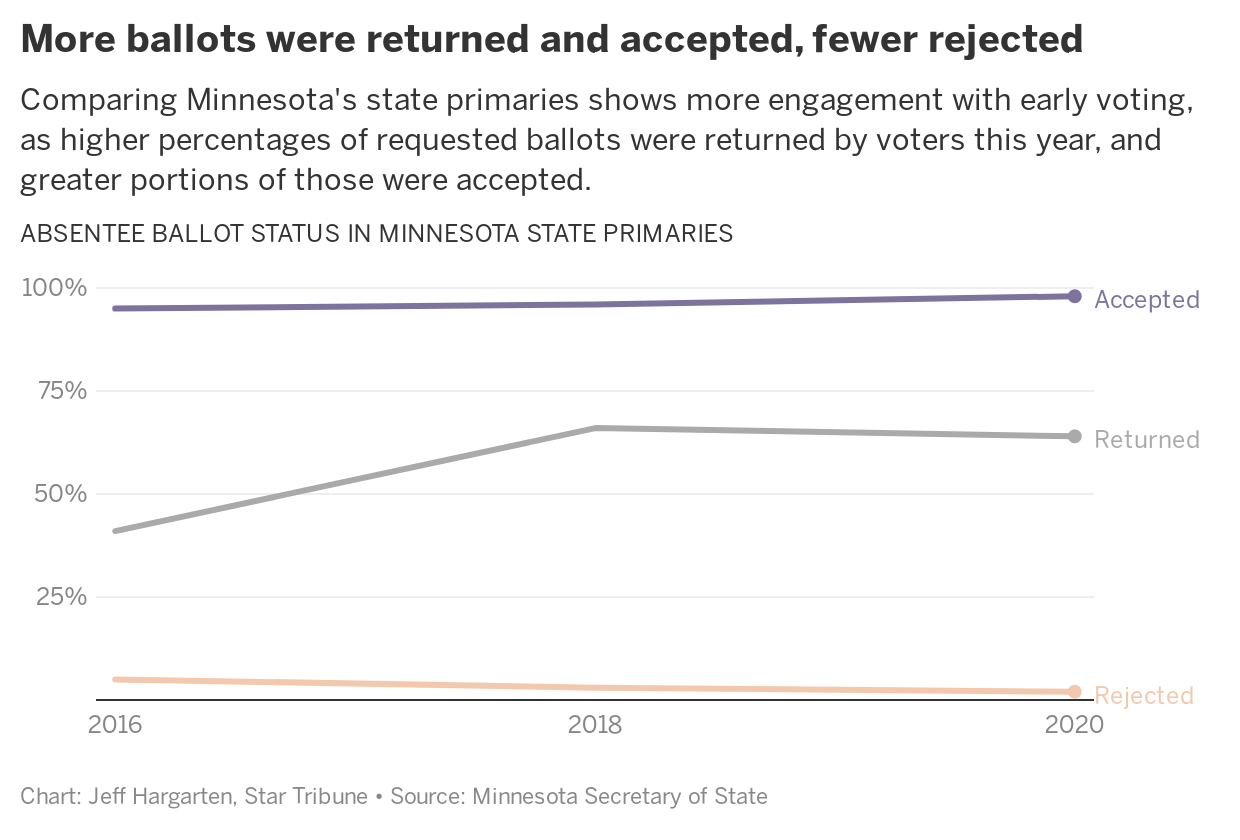 More ballots were returned and accepted, fewer rejected
Comparing Minnesota's state primaries shows more engagement with early voting,
as higher percentages of requested ballots were returned by voters this year, and
greater portions of those were accepted.
ABSENTEE BALLOT STATUS IN MINNESOTA STATE PRIMARIES
100%
Accepted
75%
Returned
50%
25%
Rejected
2016 2018 2020
Chart: Jeff Hargarten, Star Tribune • Source: Minnesota Secretary of State